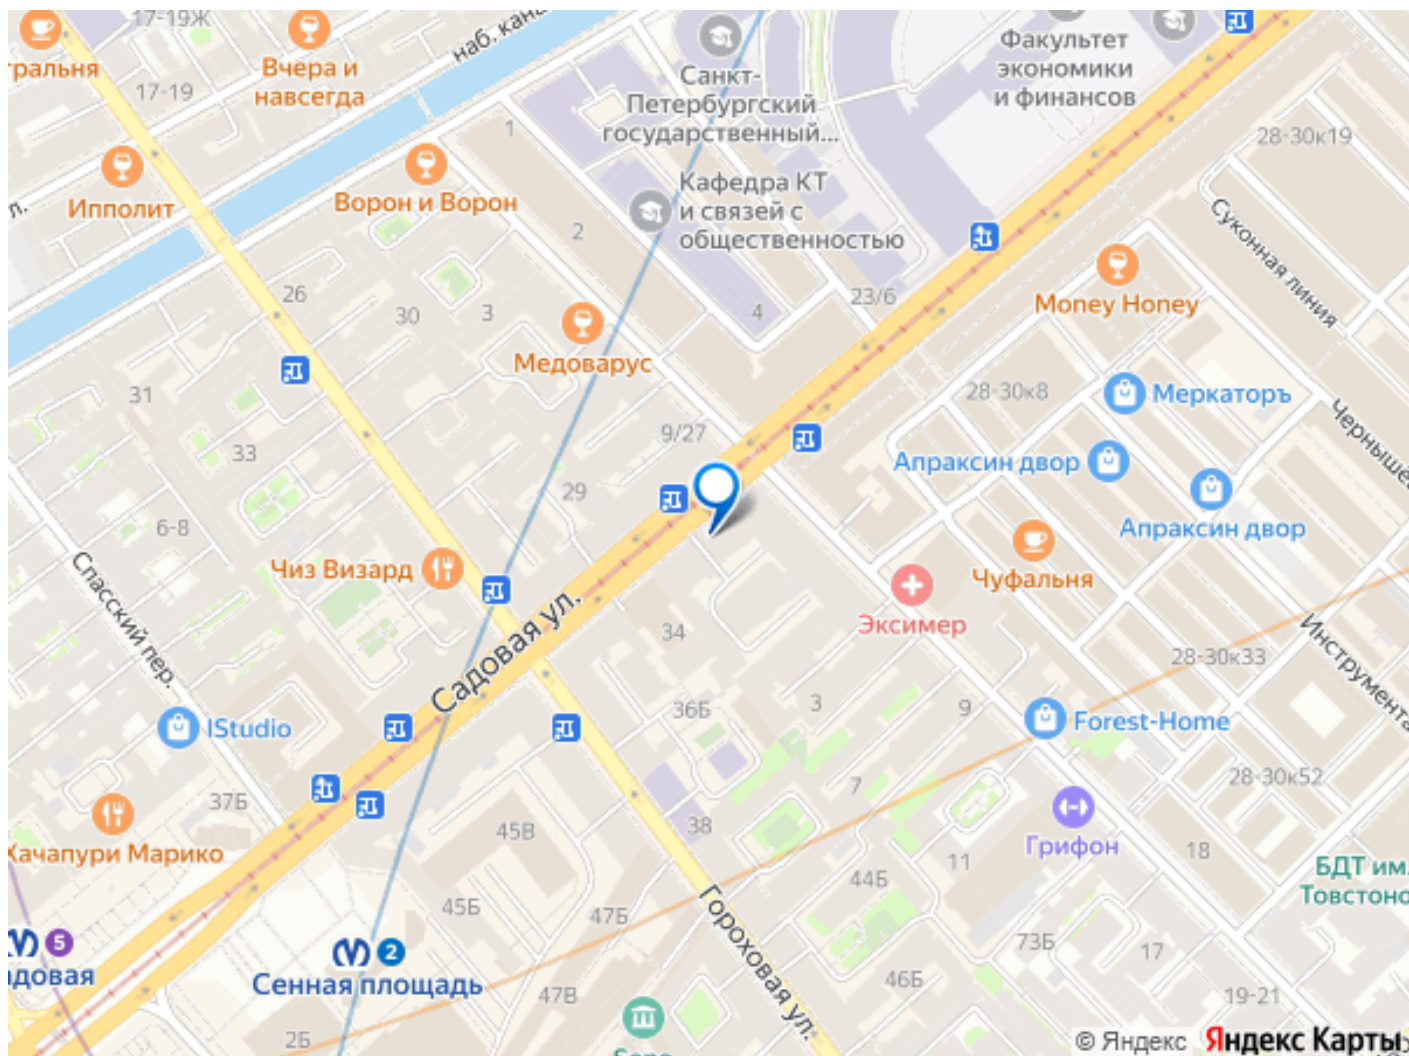 17-19Ж
наб. кана
тральня
Вчера и
навсегда
17-19
Санкт-
Петербургский
государственный...
Факультет
экономики
и финансов
28-30к19
1
Ипполит
Ворон и Ворон
Кафедра КТ
и связей с
общественностью
2
Суконная линия
26
30
3
4
23/6
Money Honey
Медоварус
31
28-30к8
Меркаторъ
33
9/27
Апраксин двор
Чернышё
29
6-8
Апраксин двор
Чиз Визард
Чуфальня
Спасский пер.
Эксимер
Садовая ул.
34
28-30к33
Инструмента
36Б
3
9
IStudio
Forest-Home
37Б
7
28-30к52
45В
38
Хачапури Марико
Грифон
18
11
44Б
БДТ им.
Товстоно
45Б
47Б
Гороховая ул.
73Б
17
5
довая
2
Сенная площадь
46Б
47В
19-21
2Б
© Яндекс Яндекс Карты